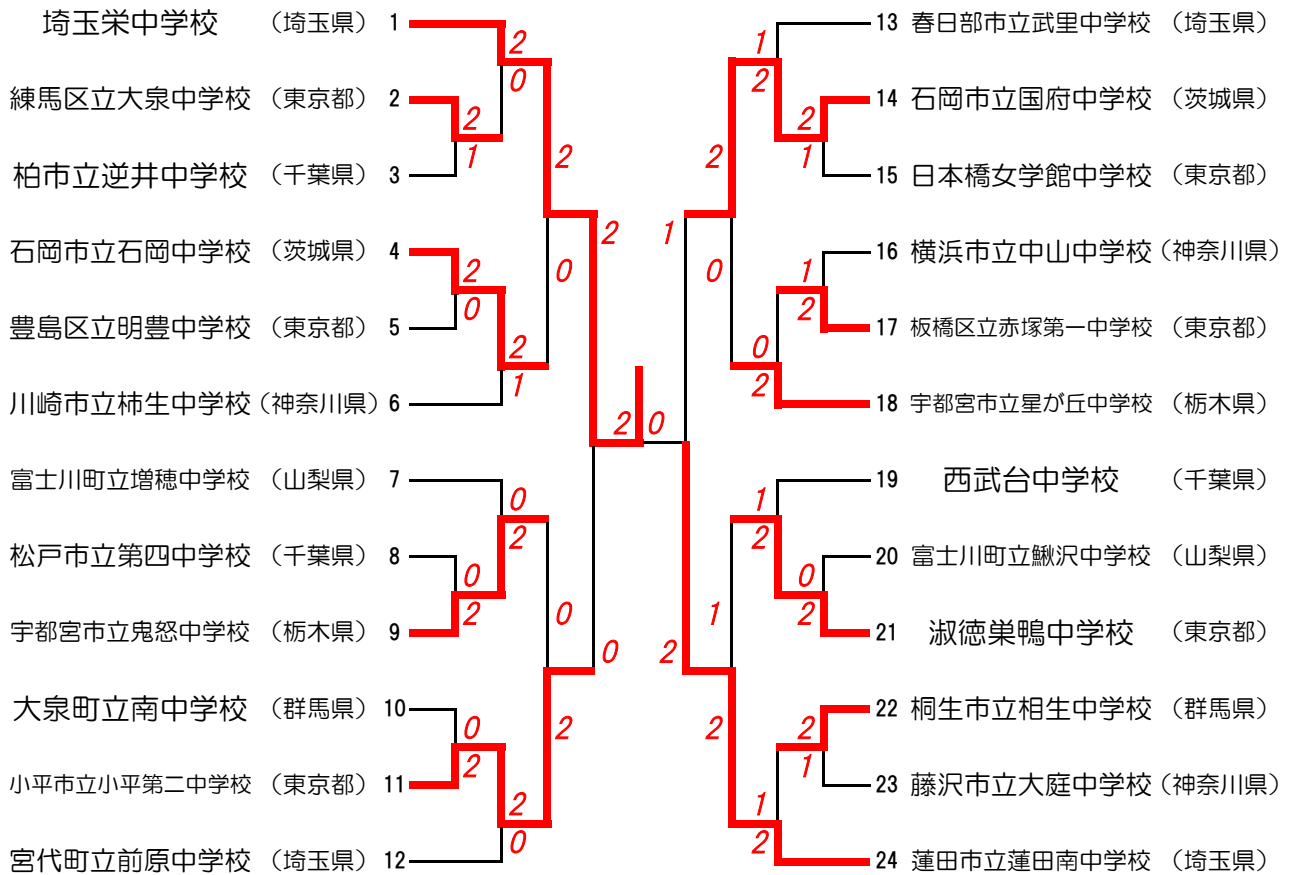 埼玉栄中学校 （埼玉県） 1
練馬区立大泉中学校 （東京都） 2
柏市立逆井中学校 （千葉県） 3
石岡市立石岡中学校 （茨城県） 4
豊島区立明豊中学校 （東京都） 5
川崎市立柿生中学校（神奈川県） 6
富士川町立増穂中学校 （山梨県） 7
松戸市立第四中学校 （千葉県） 8
宇都宮市立鬼怒中学校 （栃木県） 9
大泉町立南中学校 （群馬県） 10
小平市立小平第二中学校 （東京都） 11
宮代町立前原中学校 （埼玉県） 12
2
0
2
1
2
0
2
1
2
0
0
2
0
2
0
2
2
0
0
2
2
0
2
0
1
2
1
2
2
1
2
0
1
2
0
2
1
2
0
2
1
2
2
1
1
2
13 春日部市立武里中学校 （埼玉県）
14 石岡市立国府中学校 （茨城県）
15 日本橋女学館中学校 （東京都）
16 横浜市立中山中学校（神奈川県）
17 板橋区立赤塚第一中学校 （東京都）
18 宇都宮市立星が丘中学校 （栃木県）
19 西武台中学校 （千葉県）
20 富士川町立鰍沢中学校 （山梨県）
21 淑徳巣鴨中学校 （東京都）
22 桐生市立相生中学校 （群馬県）
23 藤沢市立大庭中学校（神奈川県）
24 蓮田市立蓮田南中学校 （埼玉県）